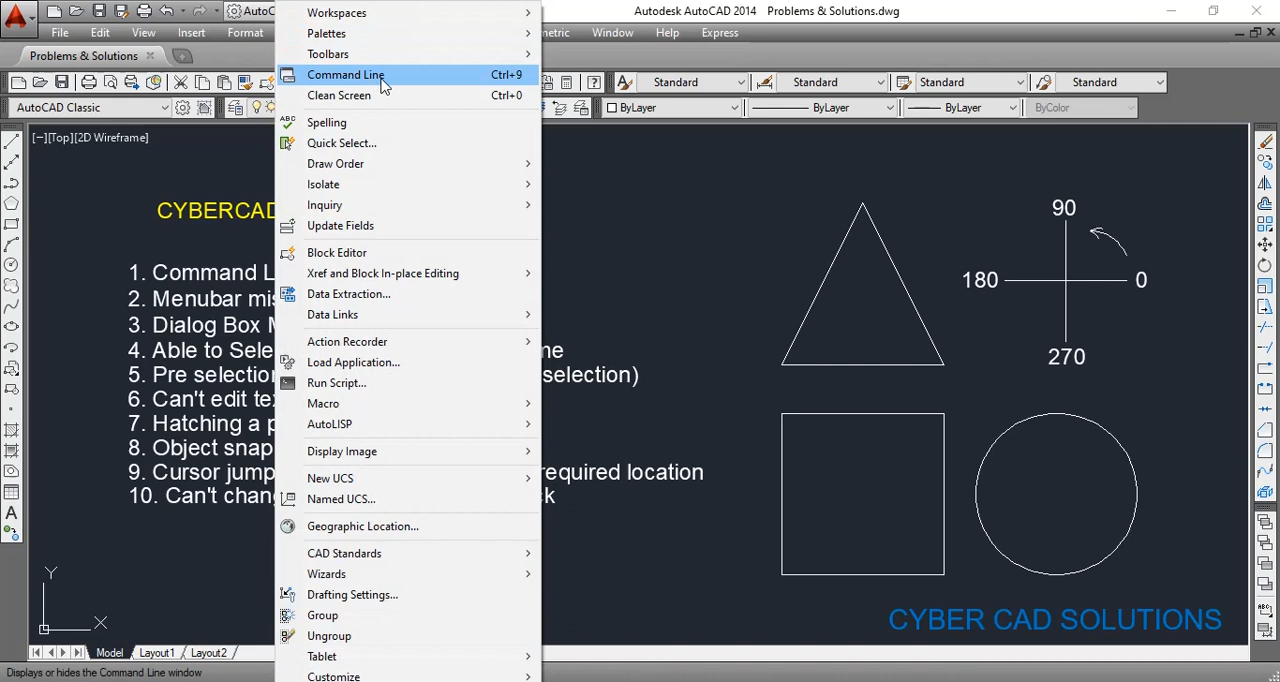 AutoCA
Autodesk AutoCAD 2014 Problems & Solutions.dwg
File Edit View Insert Format
metric Window Help Express
Problems & Solutions
Standard Standard Standard Standard
AutoCAD Classic
ByLayer ByLayer ByLayer ByColor
[−][Top][2D Wireframe]
Workspaces
Palettes
Toolbars
Command Line Ctrl+9
Clean Screen Ctrl+0
Spelling
Quick Select...
Draw Order
Isolate
Inquiry
Update Fields
Block Editor
Xref and Block In-place Editing
Data Extraction...
Data Links
Action Recorder
Load Application...
Run Script...
Macro
AutoLISP
Display Image
New UCS
Named UCS...
Geographic Location...
CAD Standards
Wizards
Drafting Settings...
Group
Ungroup
Tablet
Customize
CYBERCAD
1. Command L
2. Menubar mis
3. Dialog Box M
4. Able to Sele me
5. Pre selection selection)
6. Can't edit tex
7. Hatching a p
8. Object snap
9. Cursor jump required location
10. Can't chang ck
90
180 0
270
CYBER CAD SOLUTIONS
Y
X
Model Layout1 Layout2
Displays or hides the Command Line window